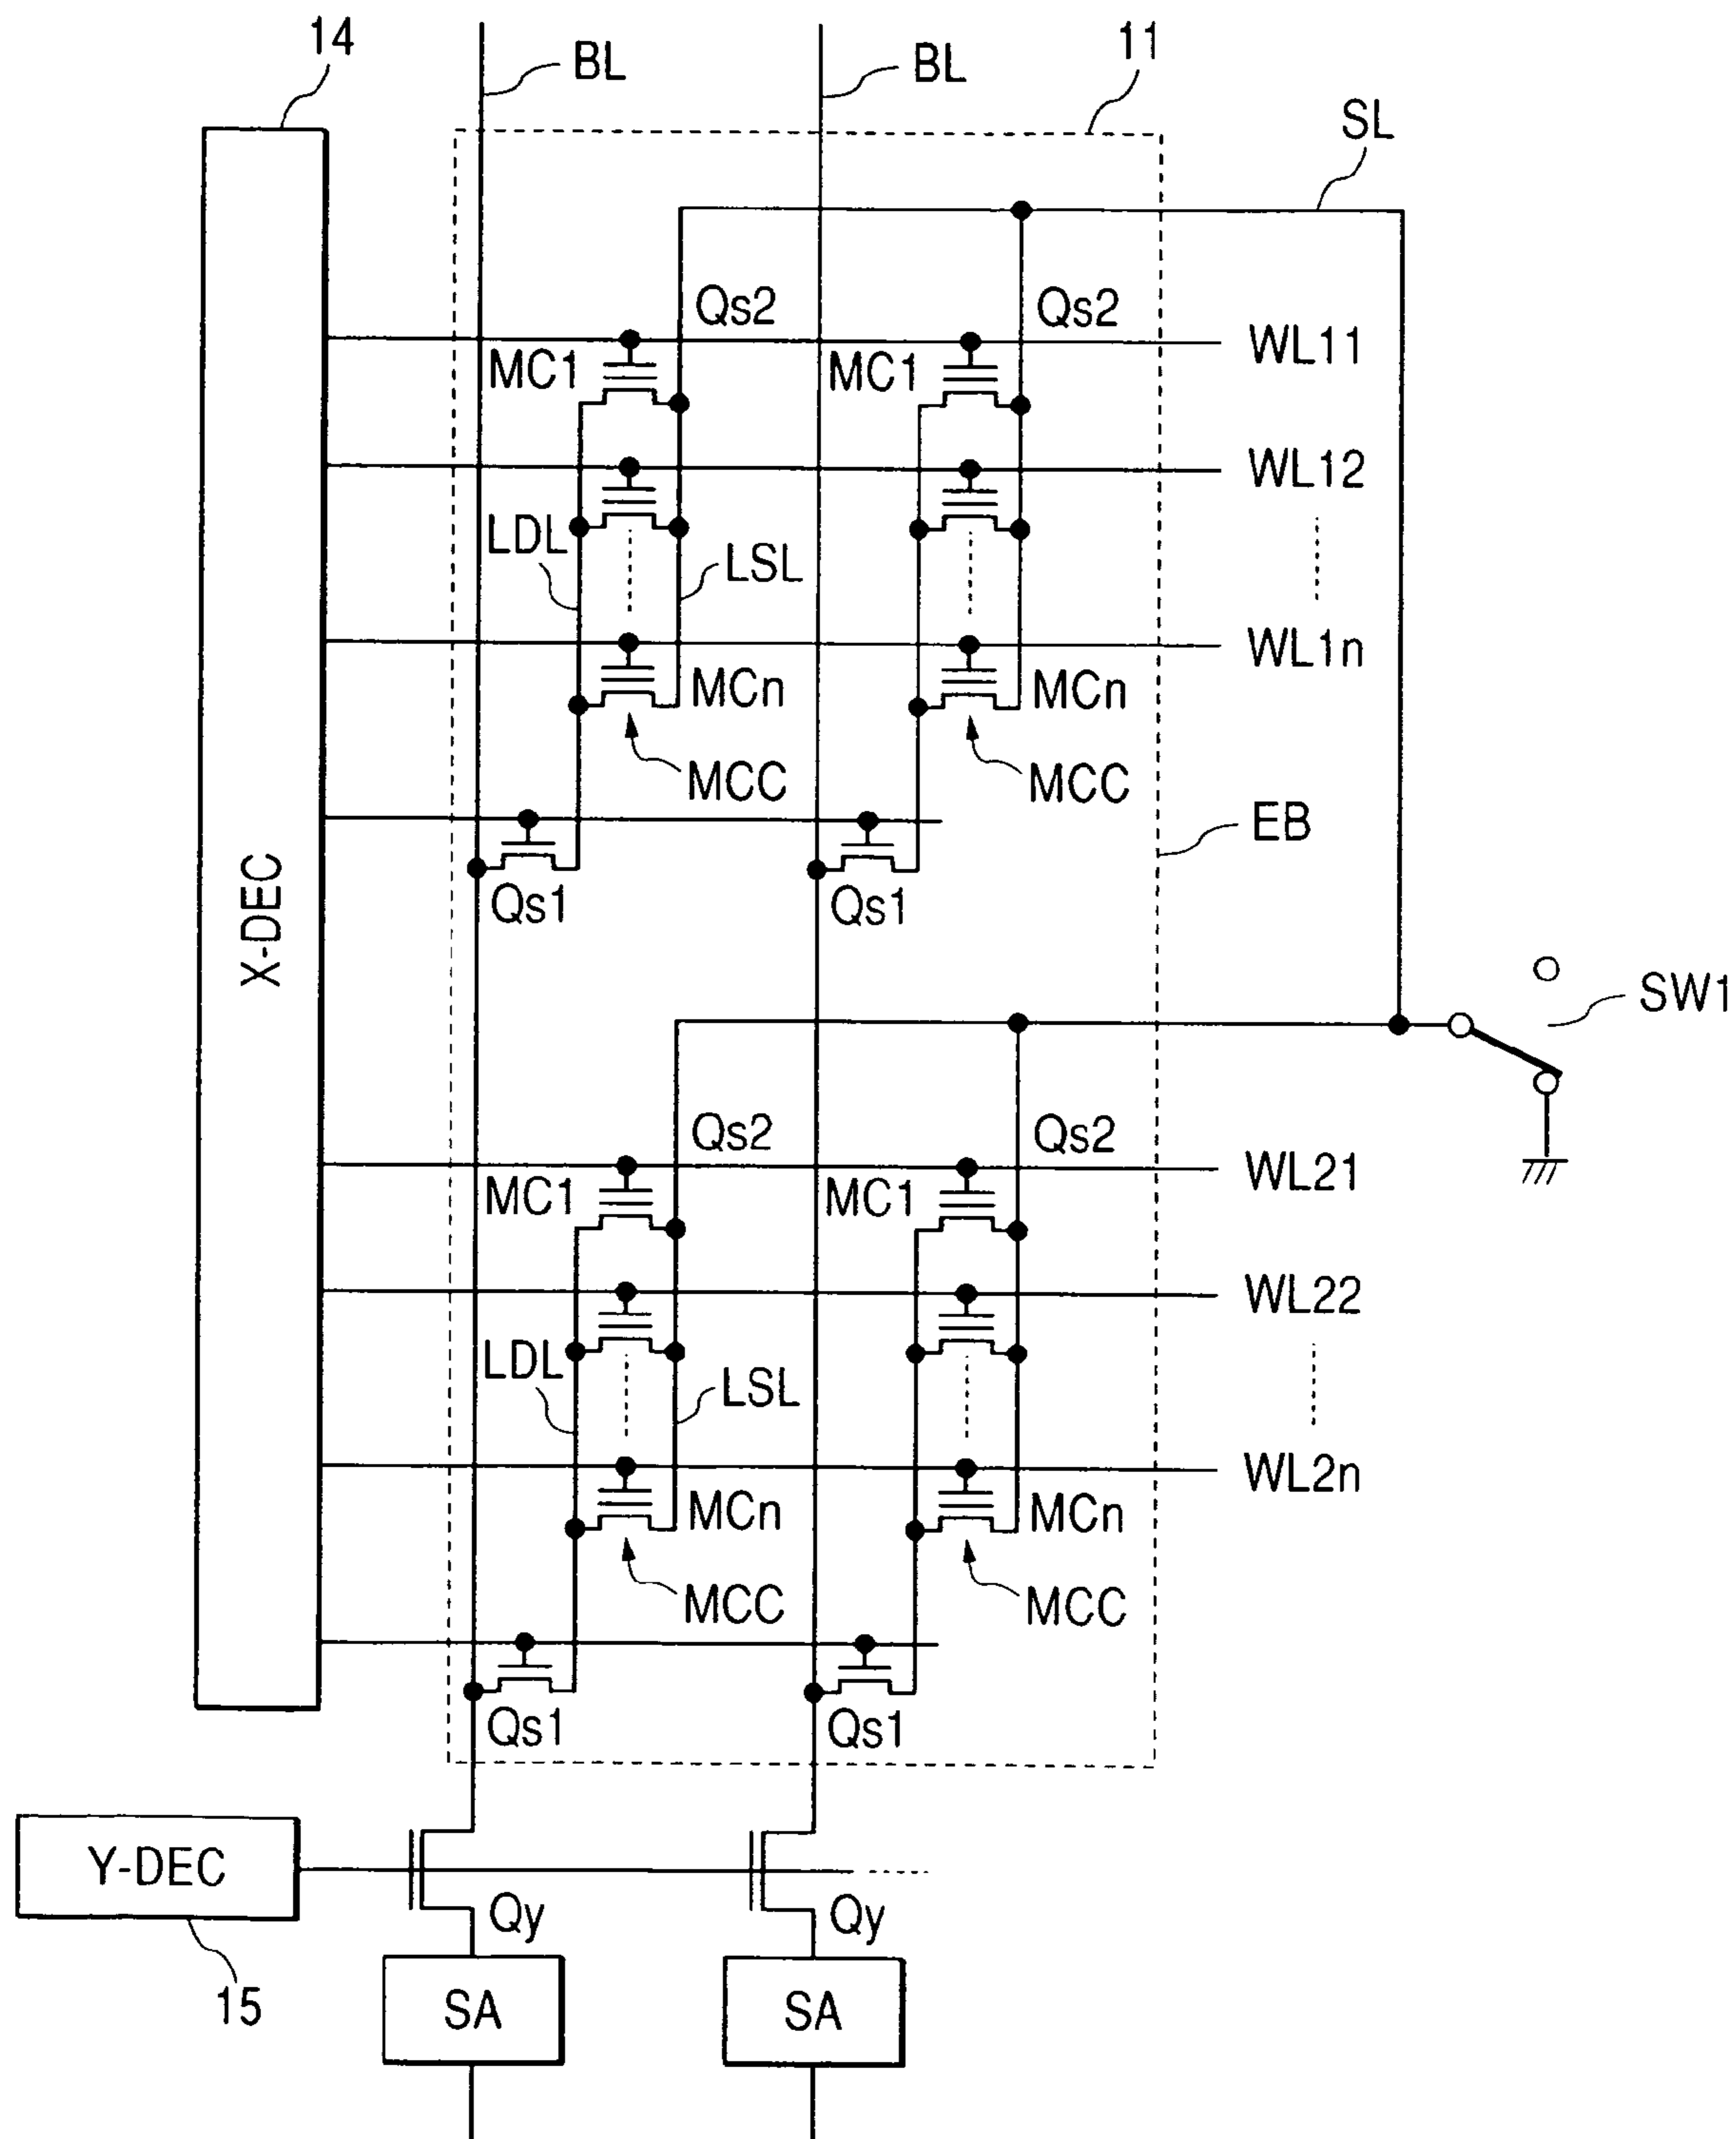 14
BL
BL
11
SL
Qs2
Qs2
WL11
MC1
MC1
WL12
LDL
LSL
WL1n
MCn
MCn
MCC
MCC
EB
X-DEC
Qs1
Qs1
SW1
Qs2
Qs2
WL21
MC1
MC1
WL22
LDL
LSL
WL2n
MCn
MCn
MCC
MCC
Qs1
Qs1
Y-DEC
Qy
Qy
15
SA
SA